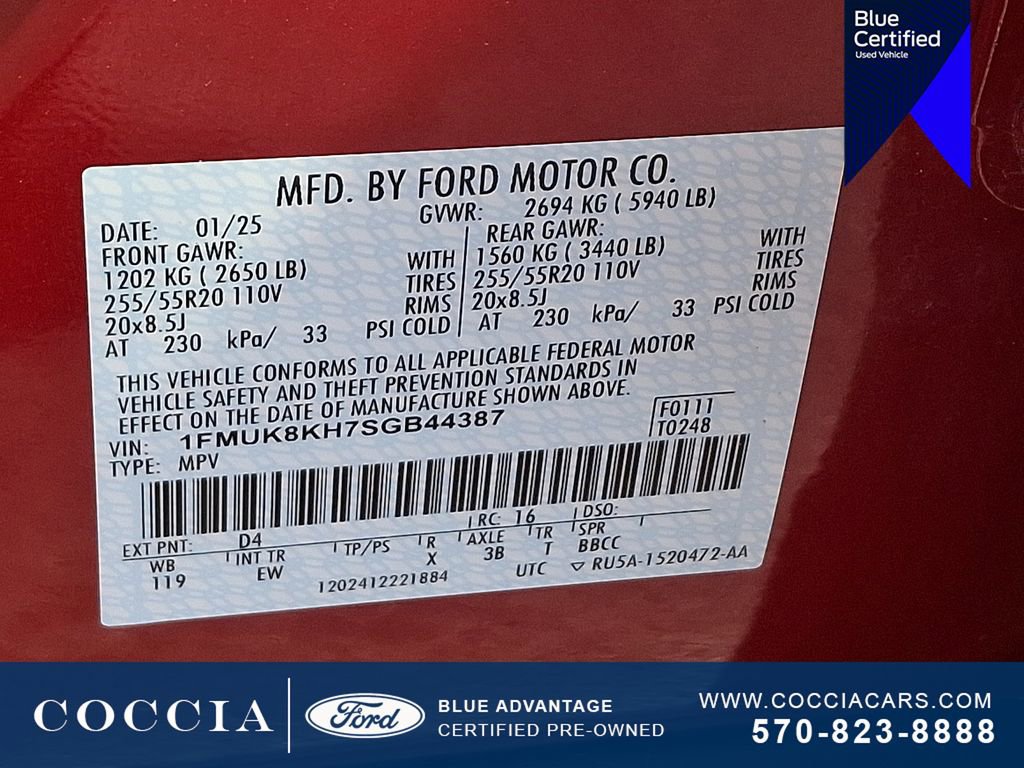 Blue
Certified
Used Vehicle
MFD. BY FORD MOTOR CO.
DATE: 01/25 GVWR: 2694 KG ( 5940 LB)
FRONT GAWR: REAR GAWR:
1202 KG ( 2650 LB) WITH 1560 KG ( 3440 LB) WITH
255/55R20 110V TIRES 255/55R20 110V TIRES
20x8.5J RIMS 20x8.5J RIMS
AT 230 kPa/ 33 PSI COLD AT 230 kPa/ 33 PSI COLD
THIS VEHICLE CONFORMS TO ALL APPLICABLE FEDERAL MOTOR
VEHICLE SAFETY AND THEFT PREVENTION STANDARDS IN
EFFECT ON THE DATE OF MANUFACTURE SHOWN ABOVE.
VIN: 1FMUK8KH7SGB44387 F0111
TYPE: MPV T0248
EXT PNT: D4 RC: 16 DSO:
WB INT TR TP/PS R AXLE TR SPR
119 EW X 3B T BBCC
1202412221884 UTC ▽ RU5A-1520472-AA
COCCIA Ford BLUE ADVANTAGE
CERTIFIED PRE-OWNED
WWW.COCCIACARS.COM
570-823-8888